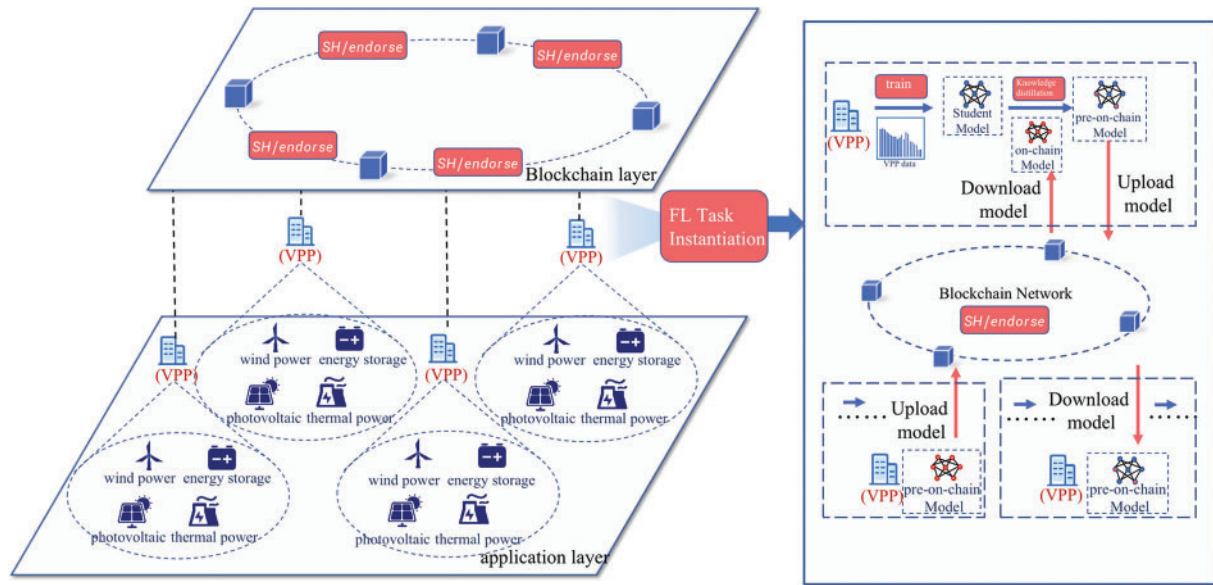 SH/endorse
SH/endorse
SH/endorse
SH/endorse
Blockchain layer
(VPP)
(VPP)
(VPP)
(VPP)
wind power energy storage
photovoltaic thermal power
wind power energy storage
photovoltaic thermal power
wind power energy storage
photovoltaic thermal power
wind power energy storage
photovoltaic thermal power
application layer
FL Task
Instantiation
(VPP)
train
VPP data
Student
Model
Knowledge
distillation
on-chain
Model
pre-on-chain
Model
Download
model
Upload
model
Blockchain Network
SH/endorse
Upload
model
(VPP)
pre-on-chain
Model
Download
model
(VPP)
pre-on-chain
Model